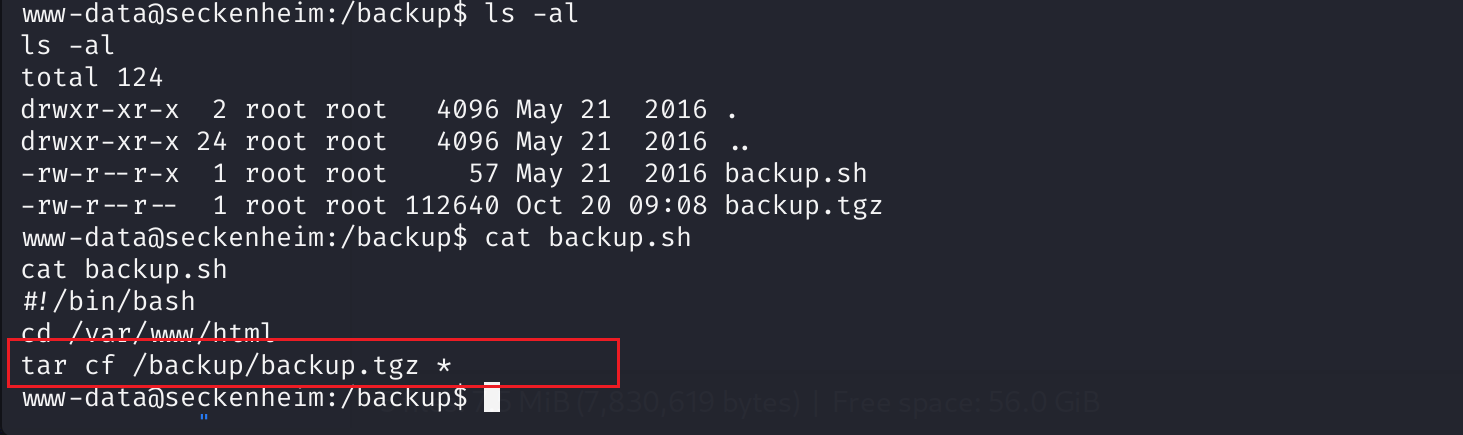 www-data@seckenheim:/backup$ ls -al
ls -al
total 124
drwxr-xr-x  2 root root   4096 May 21  2016 .
drwxr-xr-x 24 root root   4096 May 21  2016 ..
-rw-r--r-x  1 root root     57 May 21  2016 backup.sh
-rw-r--r--  1 root root 112640 Oct 20 09:08 backup.tgz
www-data@seckenheim:/backup$ cat backup.sh
cat backup.sh
#!/bin/bash
cd /var/www/html
tar cf /backup/backup.tgz *
www-data@seckenheim:/backup$
MiB (7,830,619 bytes) | Free space: 56.0 GiB
"